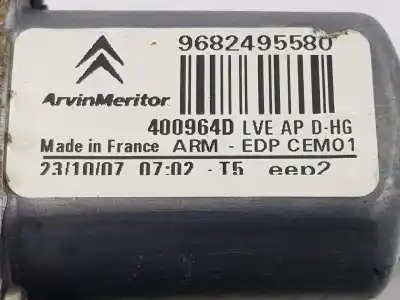 9682495580
ArvinMeritor
400964D LVE AP D-HG
Made in France ARM - EDP CEM01
23/10/07 07:02 - T5 eep2